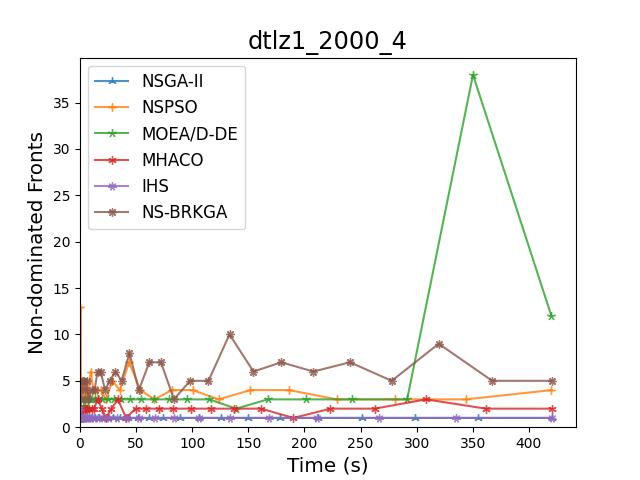 dtlz1_2000_4
Non-dominated Fronts
35
30
25
20
15
10
5
0
NSGA-II
NSPSO
MOEA/D-DE
MHACO
IHS
NS-BRKGA
0 50 100 150 200 250 300 350 400
Time (s)